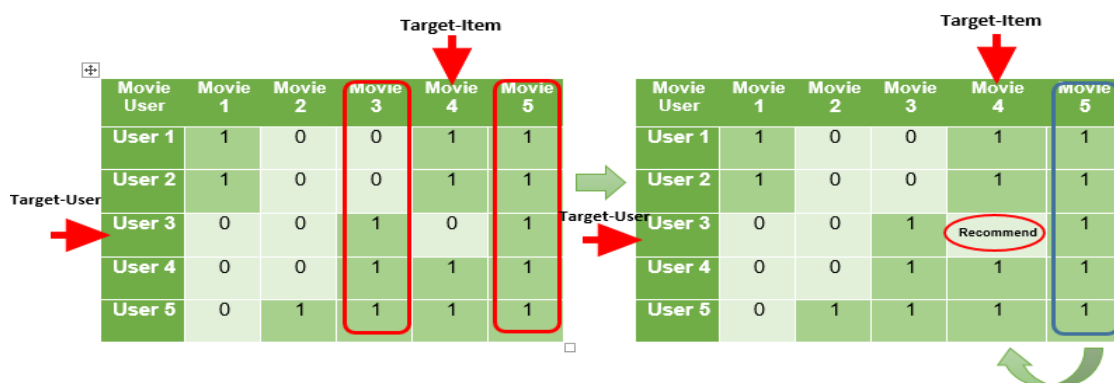 Target-Item
Target-Item
Movie User Movie 1 Movie 2 Movie 3 Movie 4 Movie 5
User 1 1 0 0 1 1
User 2 1 0 0 1 1
Target-User
User 3 0 0 1 0 1
User 4 0 0 1 1 1
User 5 0 1 1 1 1
Movie User Movie 1 Movie 2 Movie 3 Movie 4 Movie 5
User 1 1 0 0 1 1
User 2 1 0 0 1 1
Target-User
User 3 0 0 1 Recommend 1
User 4 0 0 1 1 1
User 5 0 1 1 1 1